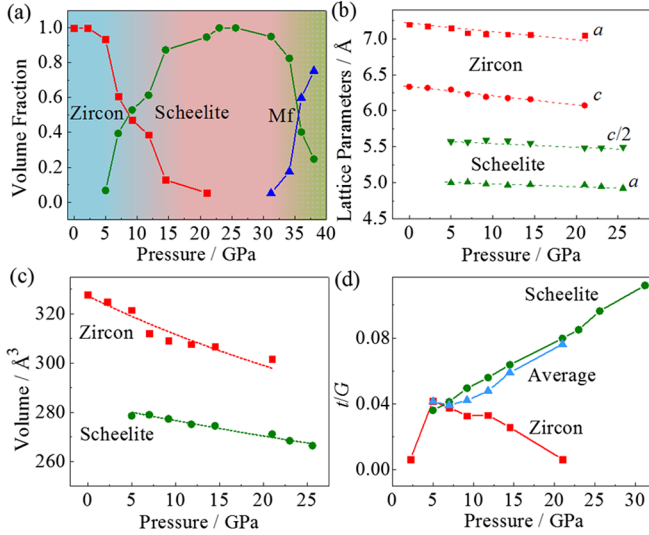 (a)
Volume Fraction
1.0
0.8
0.6
0.4
0.2
0.0
Zircon
Scheelite
Mf
0 5 10 15 20 25 30 35 40
Pressure / GPa
(b)
Lattice Parameters / Å
7.0
6.5
6.0
5.5
5.0
4.5
a
Zircon
c
c/2
Scheelite
a
0 5 10 15 20 25
Pressure / GPa
(c)
Volume / Å³
320
300
280
260
Zircon
Scheelite
0 5 10 15 20 25
Pressure / GPa
(d)
t/G
0.08
0.04
0.00
Scheelite
Average
Zircon
0 5 10 15 20 25 30
Pressure / GPa